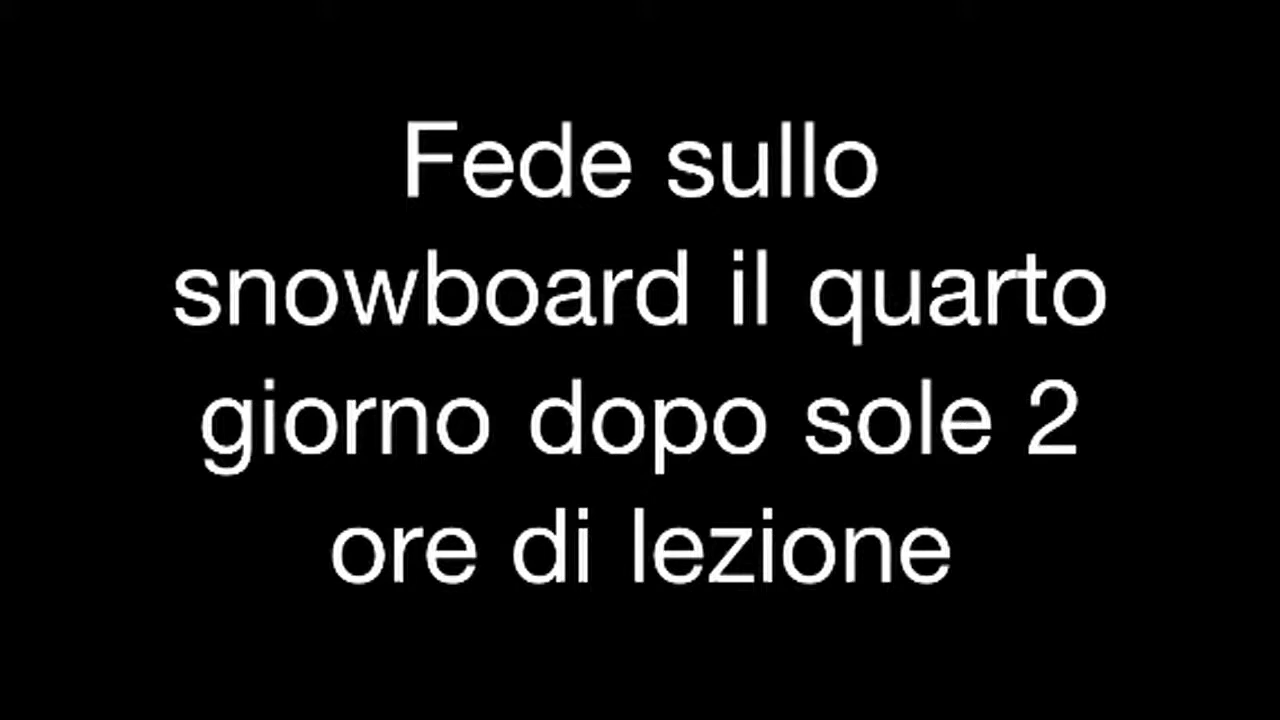 Fede sullo
snowboard il quarto
giorno dopo sole 2
ore di lezione